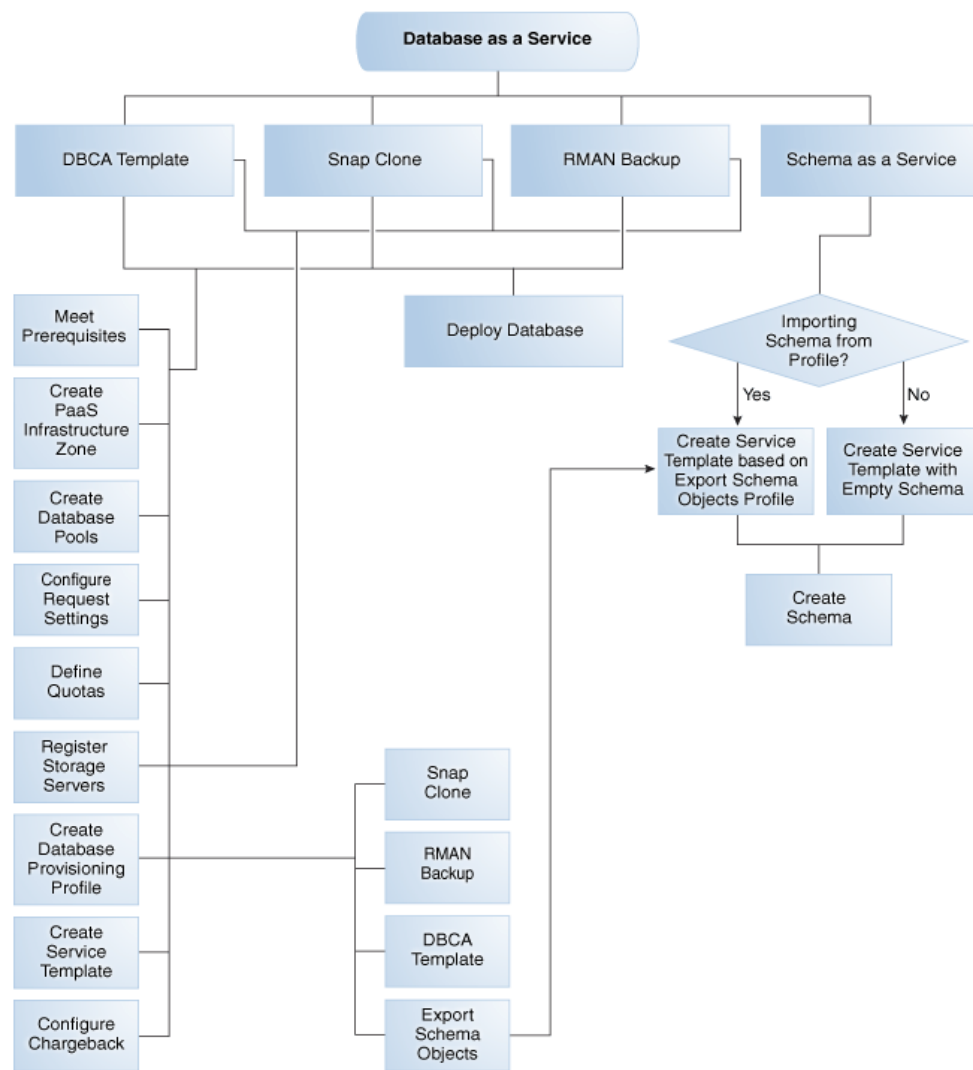 Database as a Service
DBCA Template
Snap Clone
RMAN Backup
Schema as a Service
Meet
Prerequisites
Create
PaaS
Infrastructure
Zone
Create
Database
Pools
Configure
Request
Settings
Define
Quotas
Register
Storage
Servers
Create
Database
Provisioning
Profile
Create
Service
Template
Configure
Chargeback
Deploy Database
Snap
Clone
RMAN
Backup
DBCA
Template
Export
Schema
Objects
Importing
Schema from
Profile?
Yes
No
Create Service
Template based on
Export Schema
Objects Profile
Create Service
Template with
Empty Schema
Create
Schema